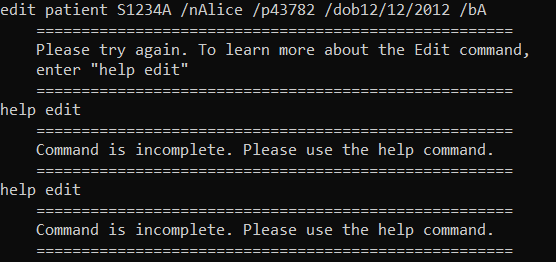 edit patient S1234A /nAlice /p43782 /dob12/12/2012 /bA
=====================================================
Please try again. To learn more about the Edit command,
enter "help edit"
=====================================================
help edit
=====================================================
Command is incomplete. Please use the help command.
=====================================================
help edit
=====================================================
Command is incomplete. Please use the help command.
=====================================================